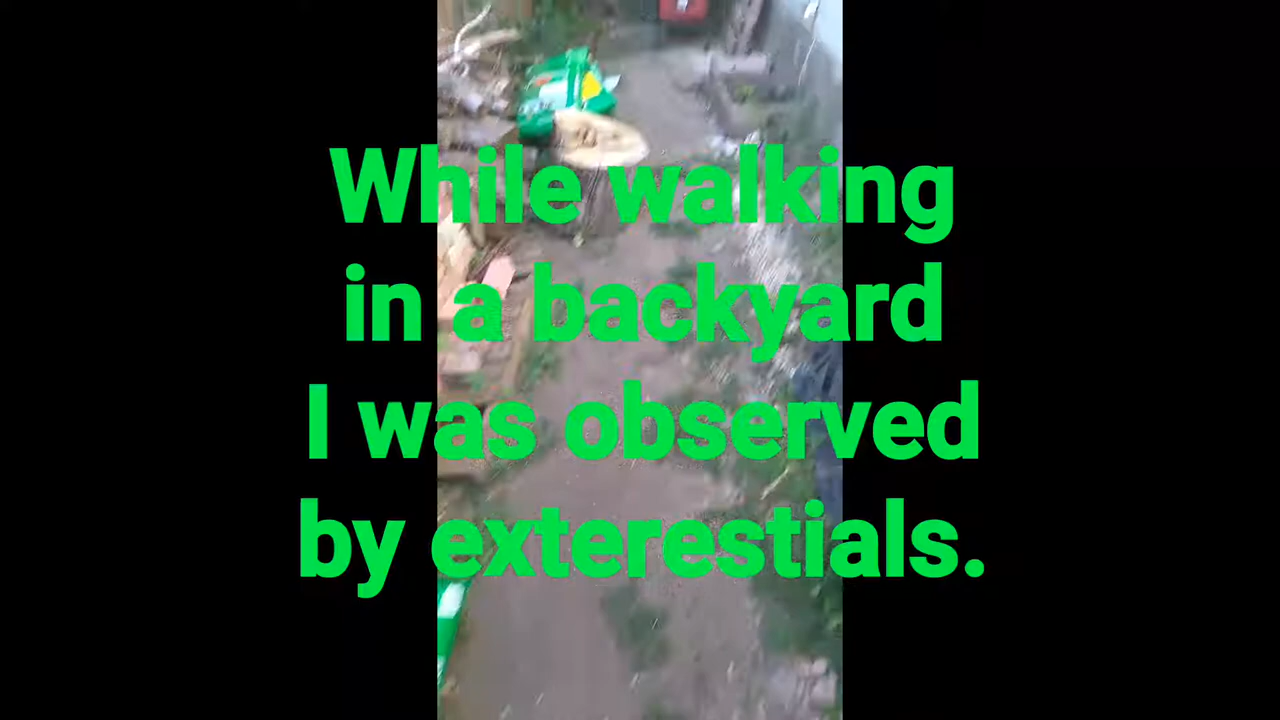 While walking
in a backyard
I was observed
by exterestials.